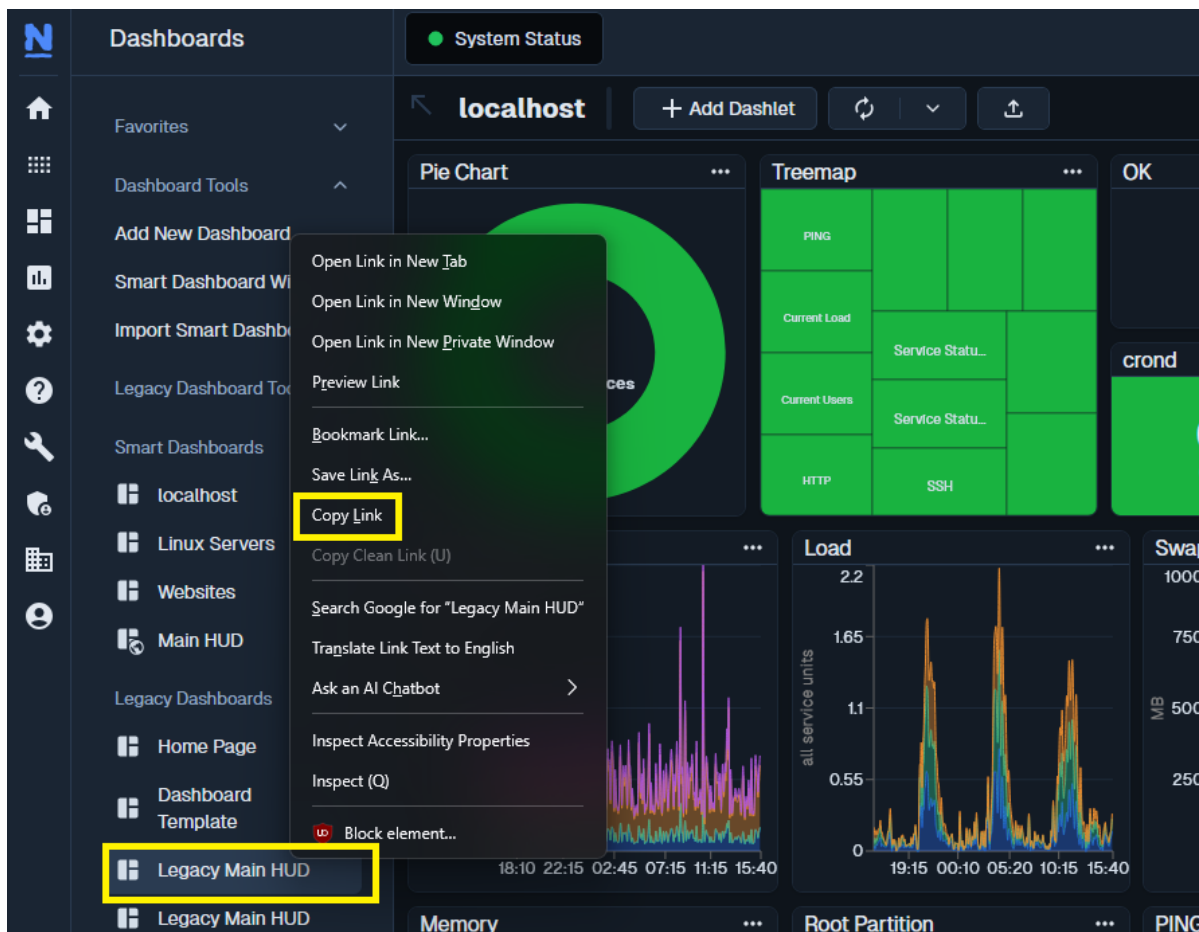 Dashboards
System Status
localhost
Add Dashlet
Favorites
Dashboard Tools
Add New Dashboard
Smart Dashboard Wi
Import Smart Dashbo
Legacy Dashboard Too
Smart Dashboards
localhost
Linux Servers
Websites
Main HUD
Legacy Dashboards
Home Page
Dashboard
Template
Legacy Main HUD
Legacy Main HUD
Open Link in New Tab
Open Link in New Window
Open Link in New Private Window
Preview Link
Bookmark Link...
Save Link As...
Copy Link
Copy Clean Link (U)
Search Google for “Legacy Main HUD”
Translate Link Text to English
Ask an AI Chatbot
Inspect Accessibility Properties
Inspect (Q)
Block element...
Pie Chart
ces
Treemap
PING
Current Load
Current Users
HTTP
Service Statu...
Service Statu...
SSH
OK
crond
18:10 22:15 02:45 07:15 11:15 15:40
Load
all service units
2.2
1.65
1.1
0.55
0
19:15 00:10 05:20 10:15 15:40
Swap
MB
1000
750
500
250
Memory
Root Partition
PING